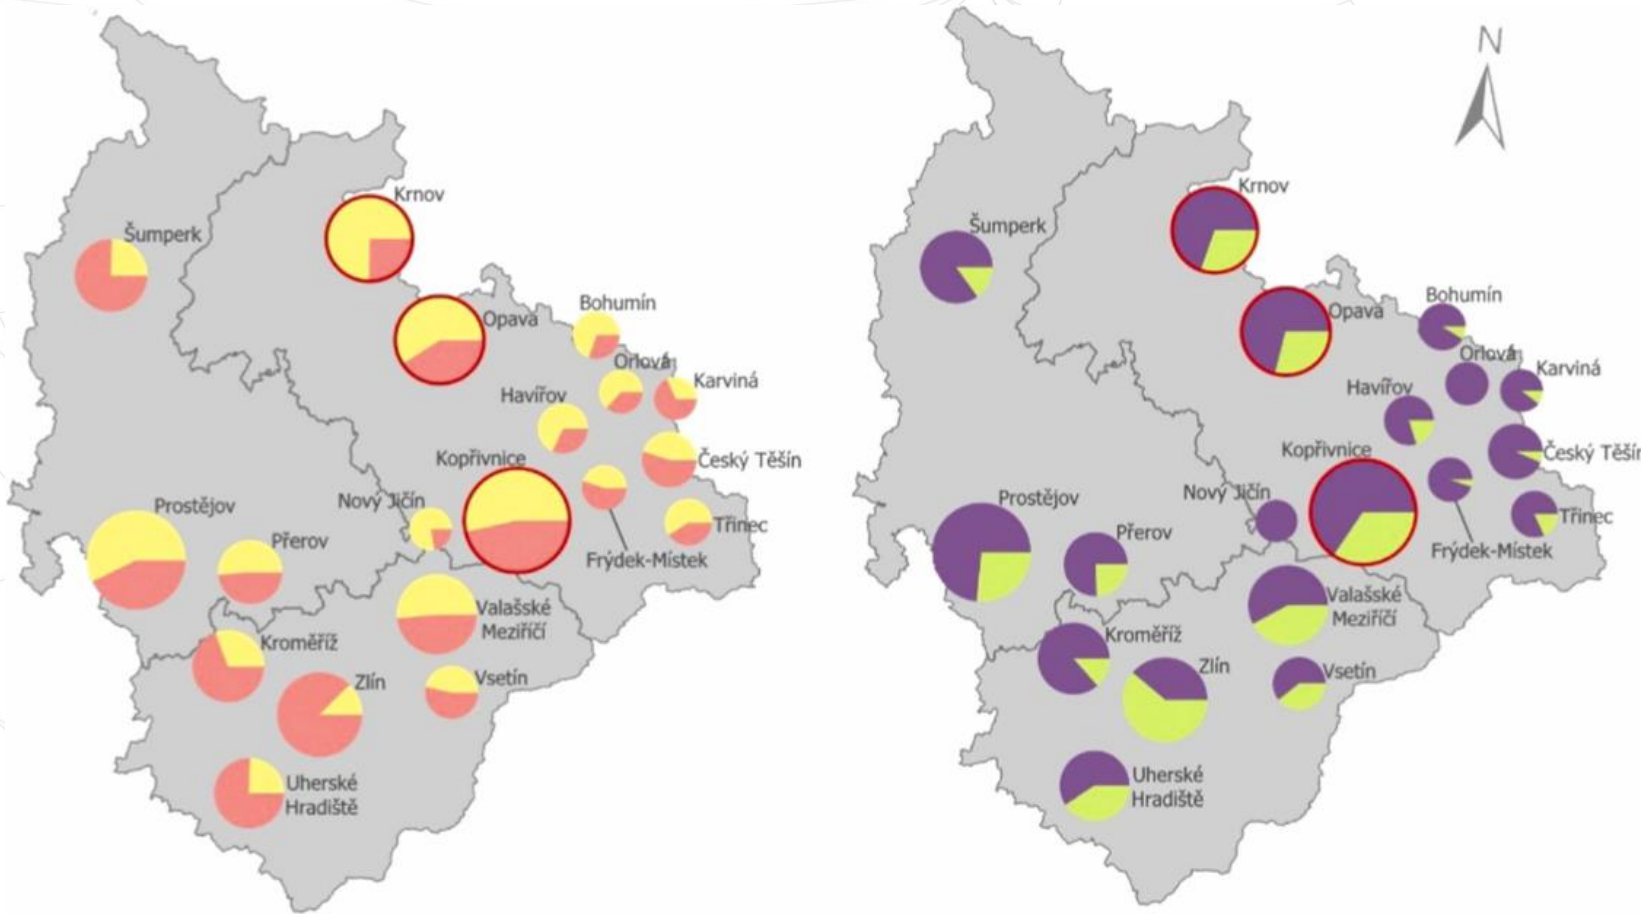 Krnov
Šumperk
Opava
Bohumín
Orlová
Karviná
Havířov
Kopřivnice
Český Těšín
Prostějov
Nový Jičín
Třinec
Přerov
Frýdek-Místek
Valašské
Meziříčí
Kroměříž
Zlín
Vsetín
Uherské
Hradiště
N
Krnov
Šumperk
Bohumín
Opava
Orlová
Karviná
Havířov
Kopřivnice
Český Těšín
Prostějov
Nový Jičín
Třinec
Přerov
Frýdek-Místek
Valašské
Meziříčí
Kroměříž
Zlín
Vsetín
Uherské
Hradiště